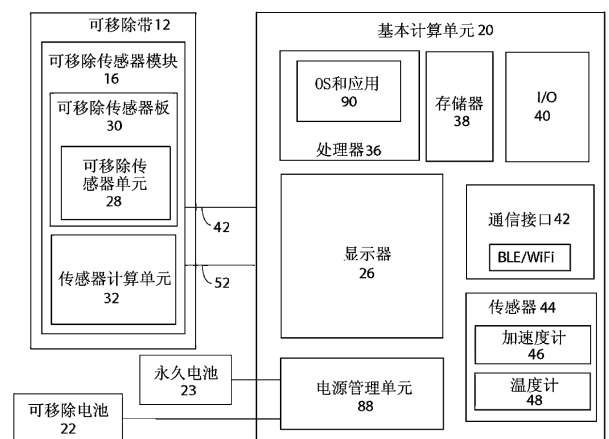 可移除带12
可移除传感器模块
16
可移除传感器板
30
可移除传
感器单元
28
传感器计算单元
32
42
52
永久电池
23
可移除电池
22
基本计算单元20
OS和应用
90
处理器36
存储器
38
I/O
40
显示器
26
通信接口42
BLE/WiFi
传感器44
加速度计
46
温度计
48
电源管理单元
88